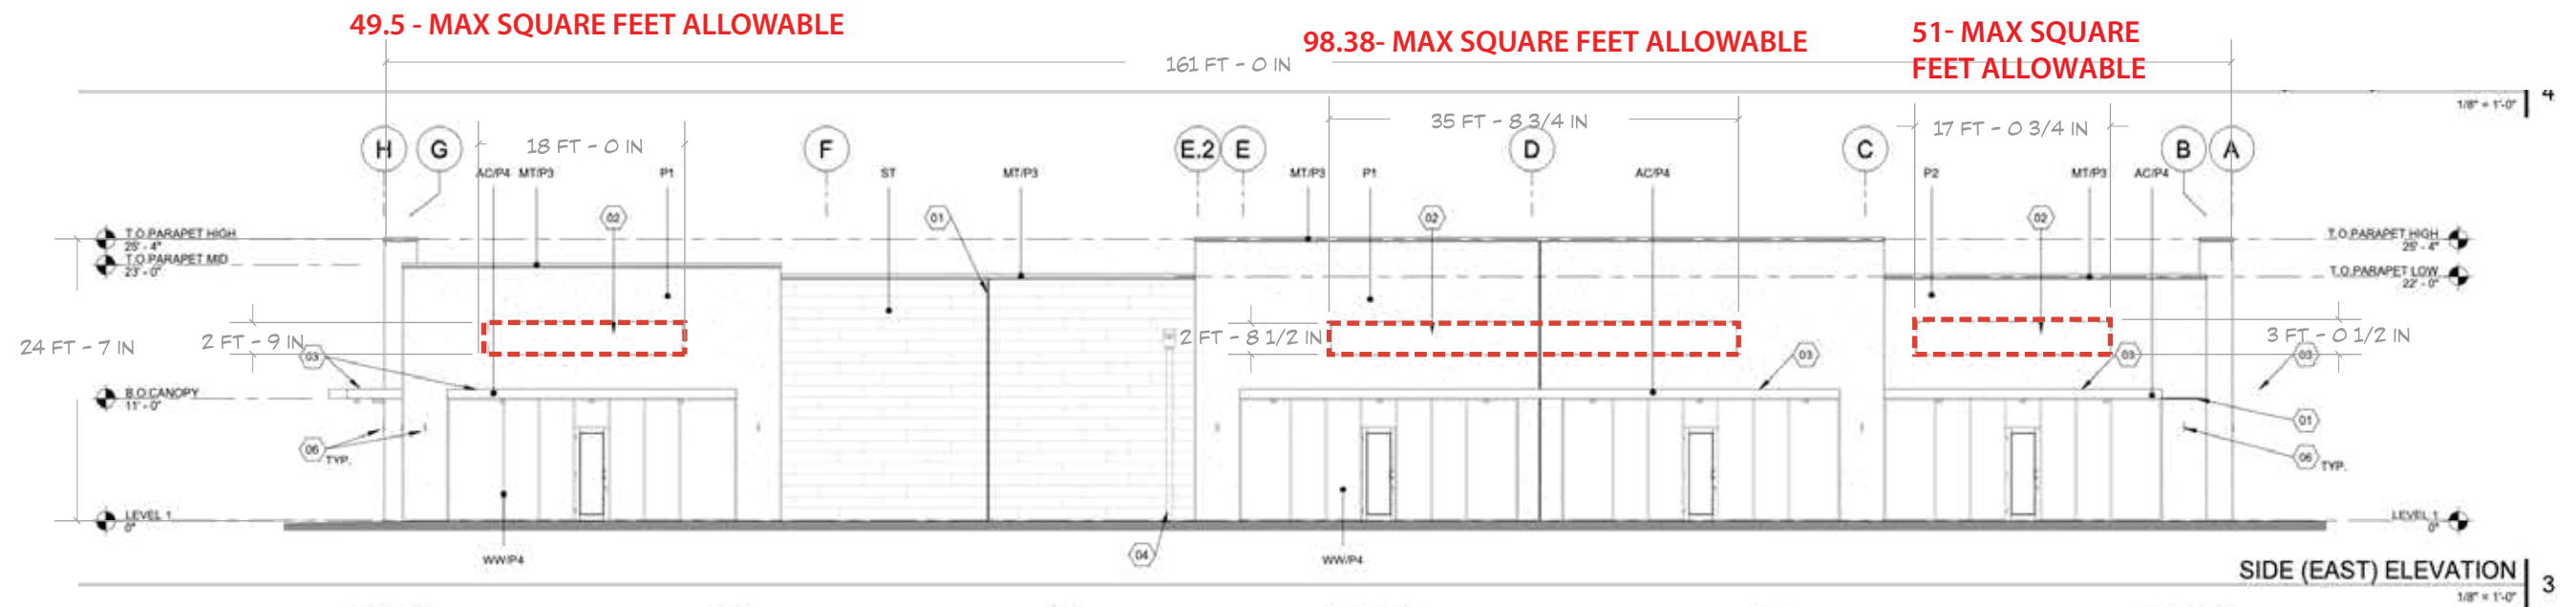 49.5 - MAX SQUARE FEET ALLOWABLE
98.38- MAX SQUARE FEET ALLOWABLE
51- MAX SQUARE
FEET ALLOWABLE
161 FT - 0 IN
1/8" = 1'-0"
4
18 FT - 0 IN
35 FT - 8 3/4 IN
17 FT - 0 3/4 IN
H
G
F
E.2
E
D
C
B
A
AC/P4
MT/P3
P1
ST
MT/P3
MT/P3
P1
AC/P4
P2
MT/P3
AC/P4
02
01
02
02
T.O.PARAPET HIGH
25' - 4"
T.O.PARAPET MID
23' - 0"
T.O.PARAPET HIGH
25' - 4"
T.O.PARAPET LOW
22' - 0"
24 FT - 7 IN
2 FT - 9 IN
2 FT - 8 1/2 IN
3 FT - 0 1/2 IN
03
03
03
03
B.O.CANOPY
11' - 0"
01
06
TYP.
06
TYP.
LEVEL 1
0"
LEVEL 1
0"
04
WW/P4
WW/P4
SIDE (EAST) ELEVATION
1/8" = 1'-0"
3